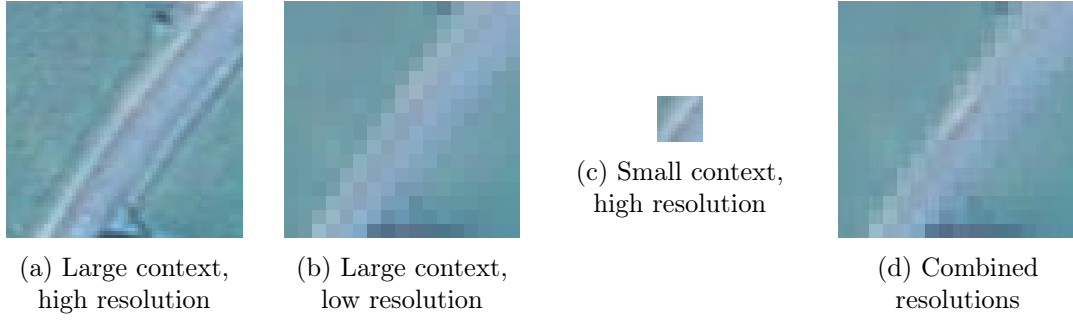 (a) Large context,
high resolution
(b) Large context,
low resolution
(c) Small context,
high resolution
(d) Combined
resolutions